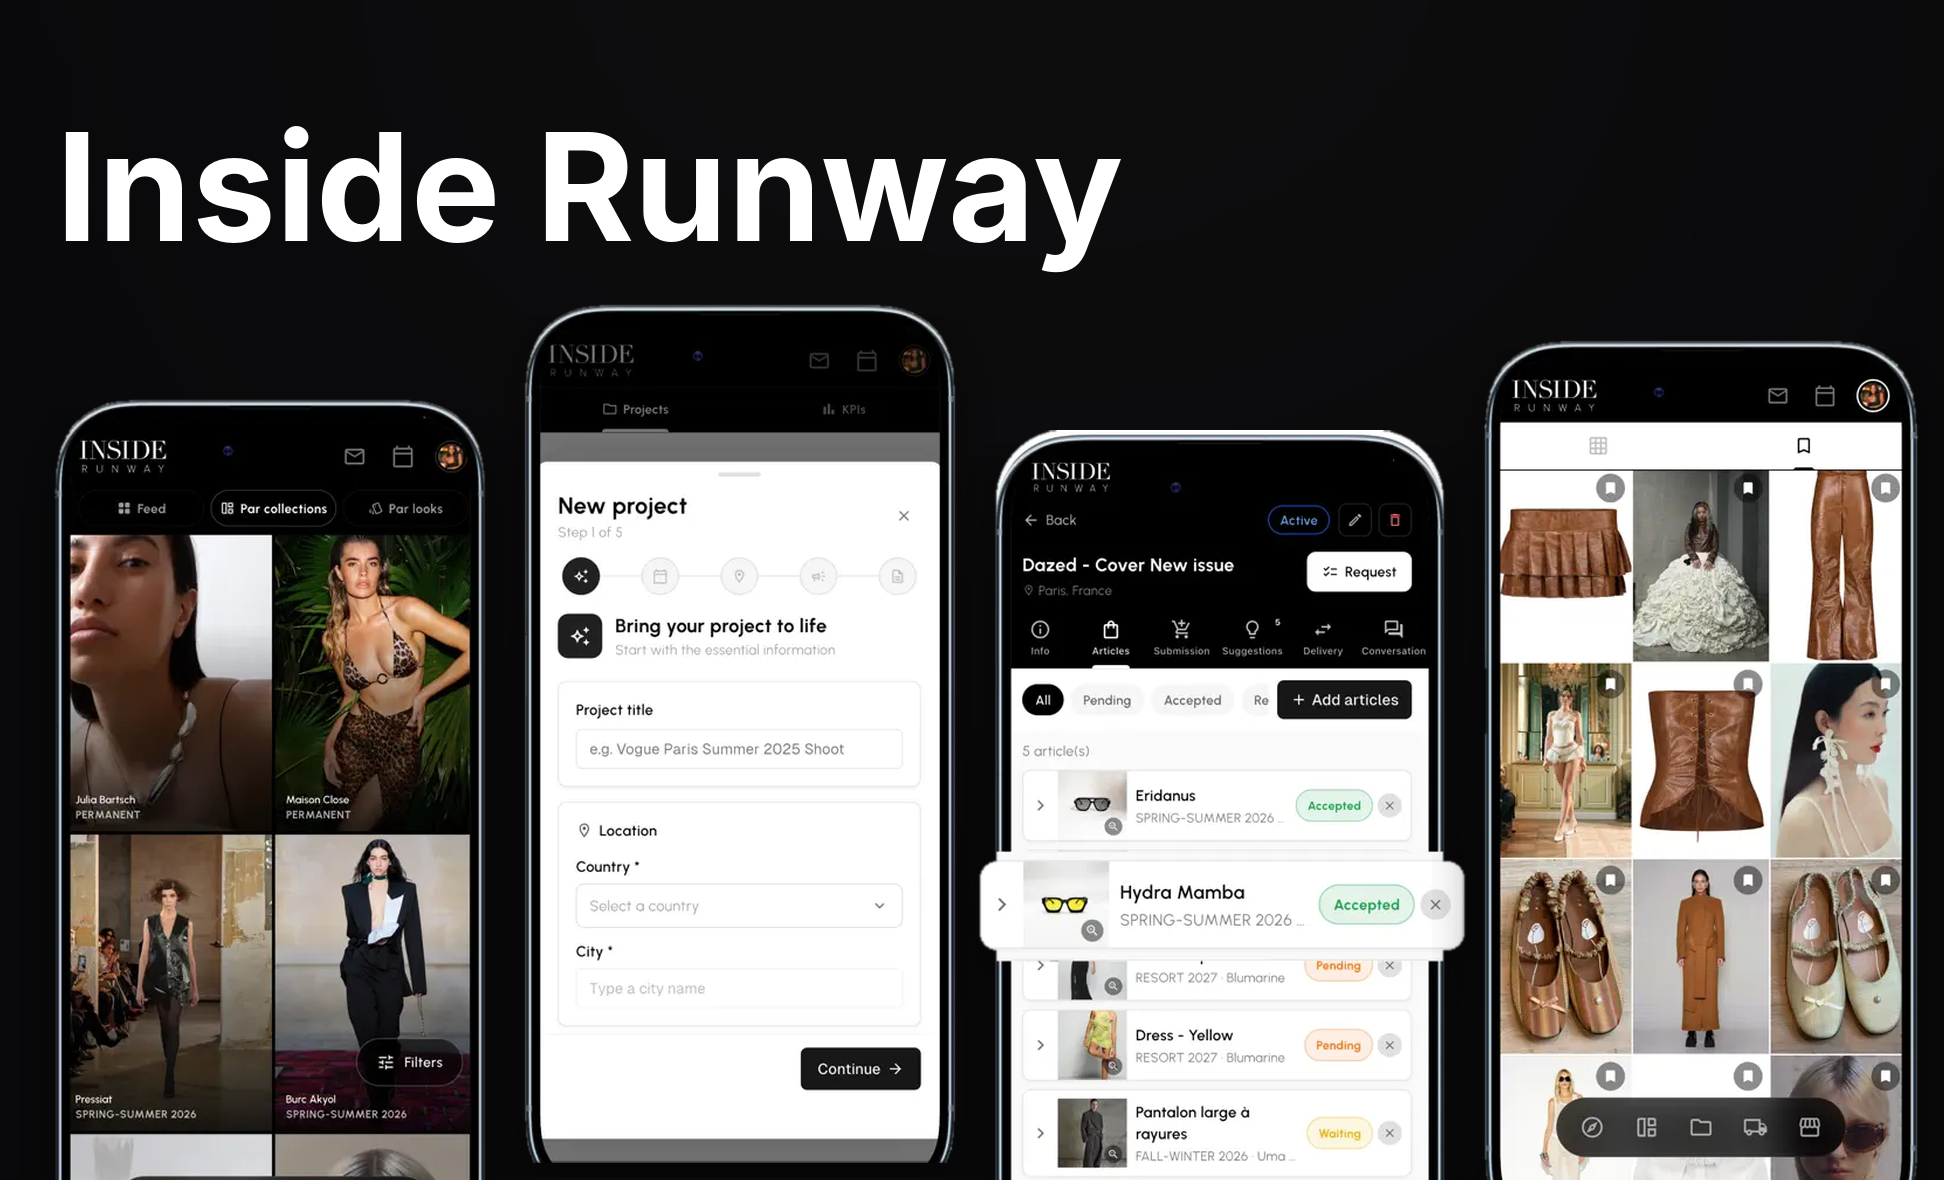 Inside Runway
INSIDE
RUNWAY
Feed
Par collections
Par looks
Julia Bartsch
PERMANENT
Maison Close
PERMANENT
Pressiat
SPRING-SUMMER 2026
Burc Akyol
SPRING-SUMMER 2026
Filters
INSIDE
RUNWAY
Projects
KPIs
New project
Step 1 of 5
Bring your project to life
Start with the essential information
Project title
e.g. Vogue Paris Summer 2025 Shoot
Location
Country *
Select a country
City *
Type a city name
Continue
INSIDE
RUNWAY
Back
Active
Dazed - Cover New issue
Paris, France
Request
Info
Articles
Submission
Suggestions
5
Delivery
Conversation
All
Pending
Accepted
Re
+ Add articles
5 article(s)
Eridanus
SPRING-SUMMER 2026 ...
Accepted
Hydra Mamba
SPRING-SUMMER 2026 ...
Accepted
RESORT 2027 · Blumarine
Pending
Dress - Yellow
RESORT 2027 · Blumarine
Pending
Pantalon large à
rayures
FALL-WINTER 2026 · Uma ...
Waiting
INSIDE
RUNWAY